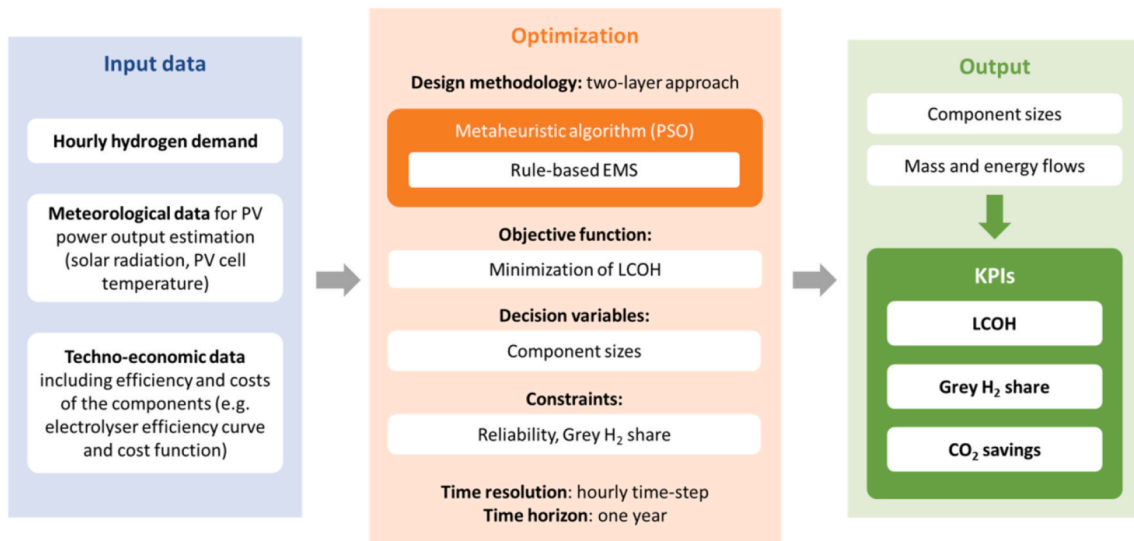 Input data
Hourly hydrogen demand
Meteorological data for PV
power output estimation
(solar radiation, PV cell
temperature)
Techno-economic data
including efficiency and costs
of the components (e.g.
electrolyser efficiency curve
and cost function)
Optimization
Design methodology: two-layer approach
Metaheuristic algorithm (PSO)
Rule-based EMS
Objective function:
Minimization of LCOH
Decision variables:
Component sizes
Constraints:
Reliability, Grey H₂ share
Time resolution: hourly time-step
Time horizon: one year
Output
Component sizes
Mass and energy flows
KPIs
LCOH
Grey H₂ share
CO₂ savings